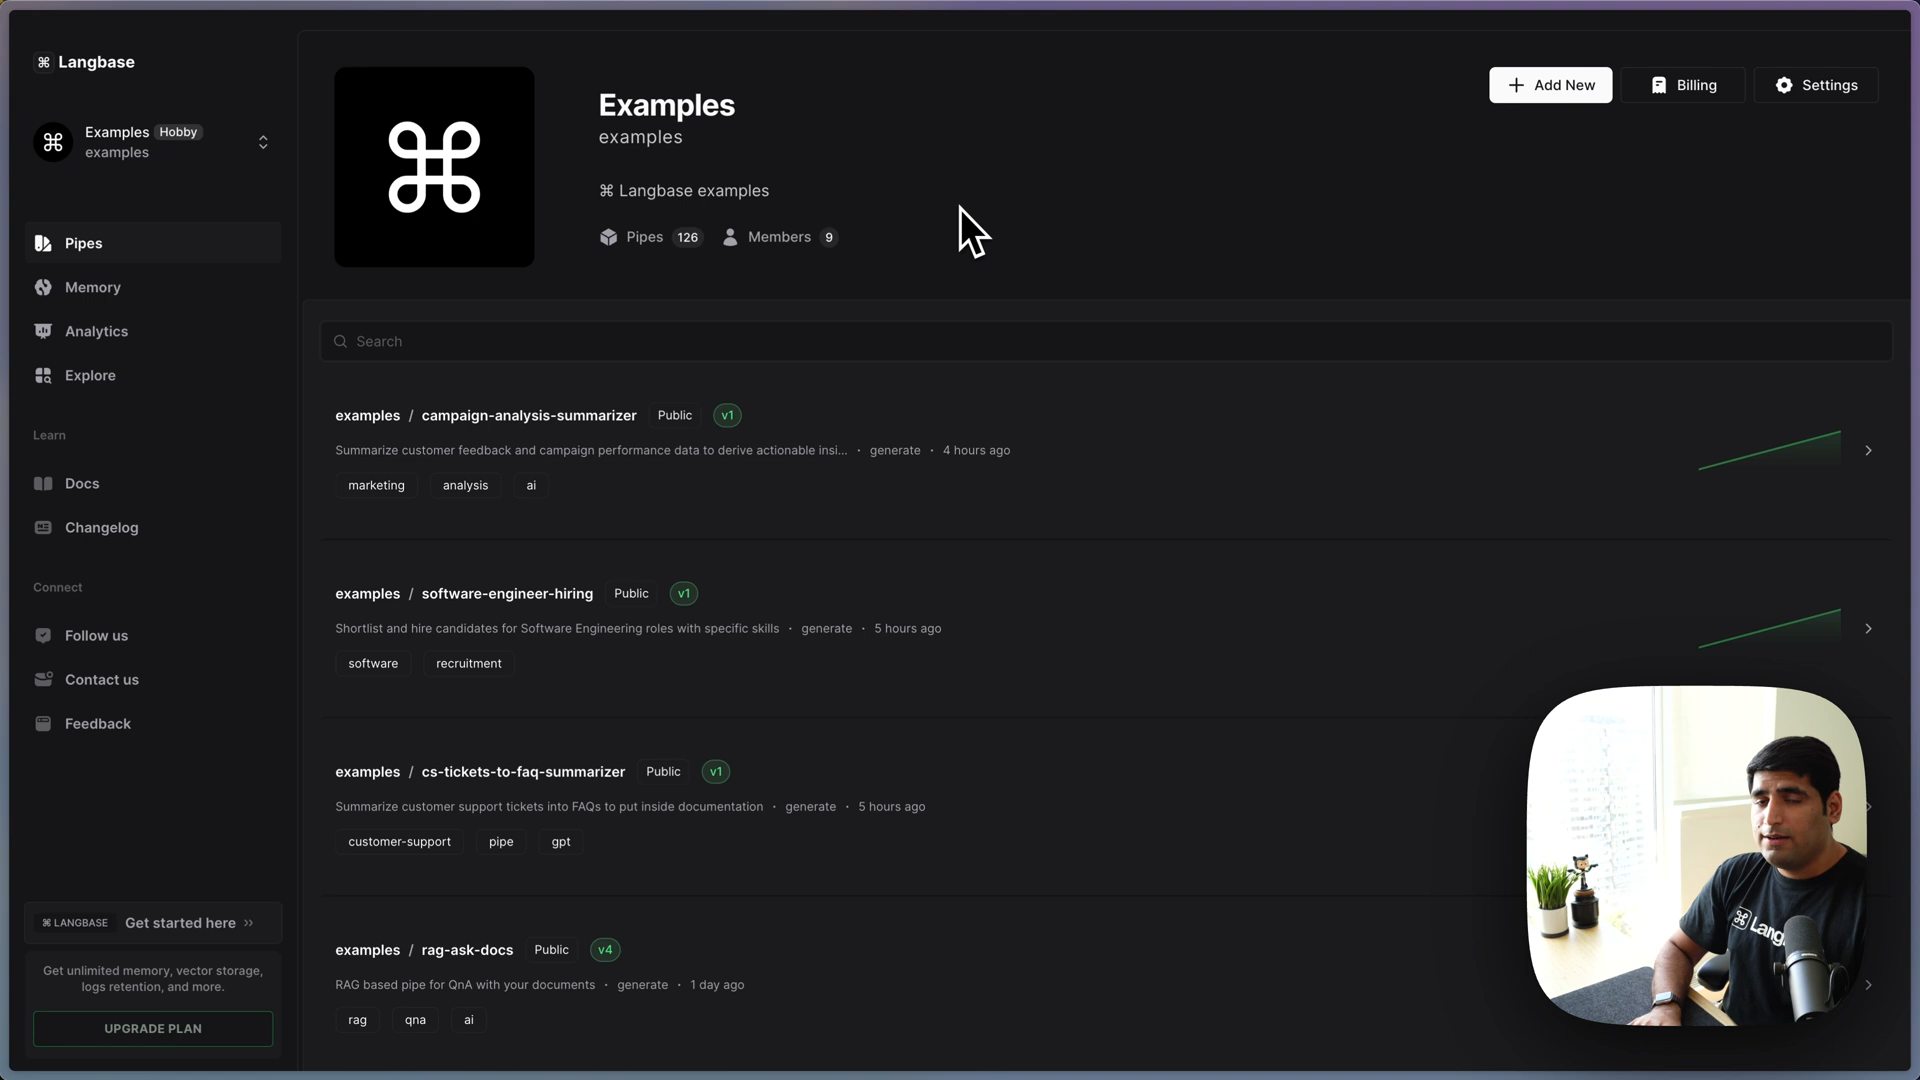 ⌘ Langbase
Examples Hobby
examples
Pipes
Memory
Analytics
Explore
Learn
Docs
Changelog
Connect
Follow us
Contact us
Feedback
⌘ LANGBASE Get started here »
Get unlimited memory, vector storage,
logs retention, and more.
UPGRADE PLAN
Examples
examples
⌘ Langbase examples
Pipes 126 Members 9
+ Add New
Billing
Settings
Search
examples / campaign-analysis-summarizer Public v1
Summarize customer feedback and campaign performance data to derive actionable insi... · generate · 4 hours ago
marketing analysis ai
examples / software-engineer-hiring Public v1
Shortlist and hire candidates for Software Engineering roles with specific skills · generate · 5 hours ago
software recruitment
examples / cs-tickets-to-faq-summarizer Public v1
Summarize customer support tickets into FAQs to put inside documentation · generate · 5 hours ago
customer-support pipe gpt
examples / rag-ask-docs Public v4
RAG based pipe for QnA with your documents · generate · 1 day ago
rag qna ai